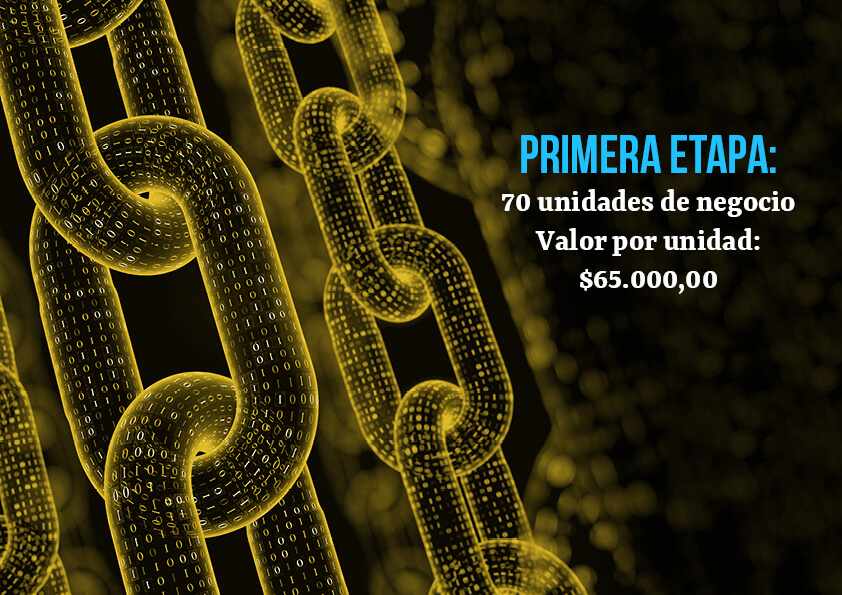 PRIMERA ETAPA:
70 unidades de negocio
Valor por unidad:
$65.000,00